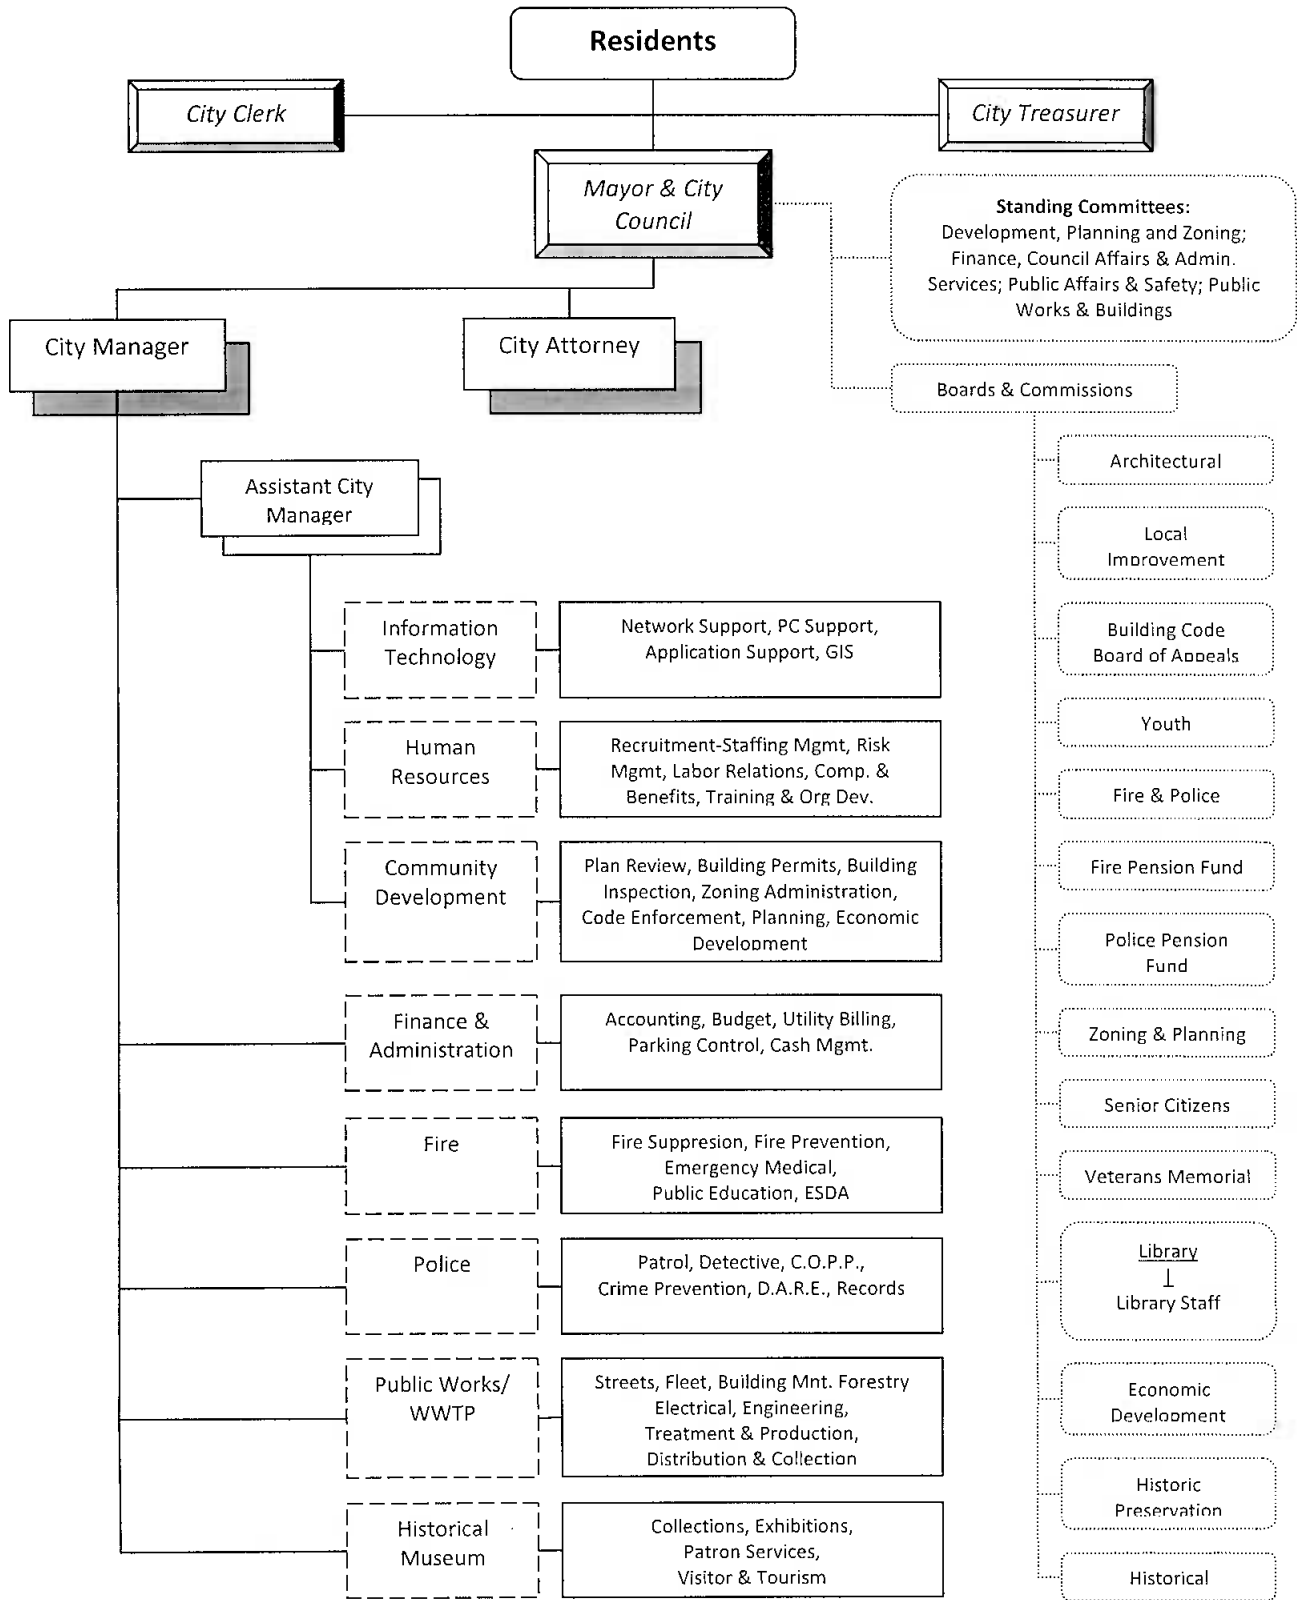 Residents
City Clerk
City Treasurer
Mayor & City
Council
Standing Committees:
Development, Planning and Zoning;
Finance, Council Affairs & Admin.
Services; Public Affairs & Safety; Public
Works & Buildings
City Manager
City Attorney
Boards & Commissions
Assistant City
Manager
Information
Technology
Network Support, PC Support,
Application Support, GIS
Human
Resources
Recruitment-Staffing Mgmt, Risk
Mgmt, Labor Relations, Comp. &
Benefits, Training & Org Dev.
Community
Development
Plan Review, Building Permits, Building
Inspection, Zoning Administration,
Code Enforcement, Planning, Economic
Development
Finance &
Administration
Accounting, Budget, Utility Billing,
Parking Control, Cash Mgmt.
Fire
Fire Suppresion, Fire Prevention,
Emergency Medical,
Public Education, ESDA
Police
Patrol, Detective, C.O.P.P.,
Crime Prevention, D.A.R.E., Records
Public Works/
WWTP
Streets, Fleet, Building Mnt. Forestry
Electrical, Engineering,
Treatment & Production,
Distribution & Collection
Historical
Museum
Collections, Exhibitions,
Patron Services,
Visitor & Tourism
Architectural
Local
Improvement
Building Code
Board of Appeals
Youth
Fire & Police
Fire Pension Fund
Police Pension
Fund
Zoning & Planning
Senior Citizens
Veterans Memorial
Library
Library Staff
Economic
Development
Historic
Preservation
Historical